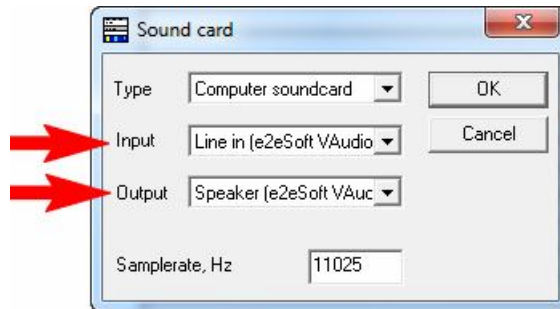 Sound card
Type Computer soundcard OK
Input Line in (e2eSoft VAudio Cancel
Output Speaker (e2eSoft VAuc
Samplerate, Hz 11025